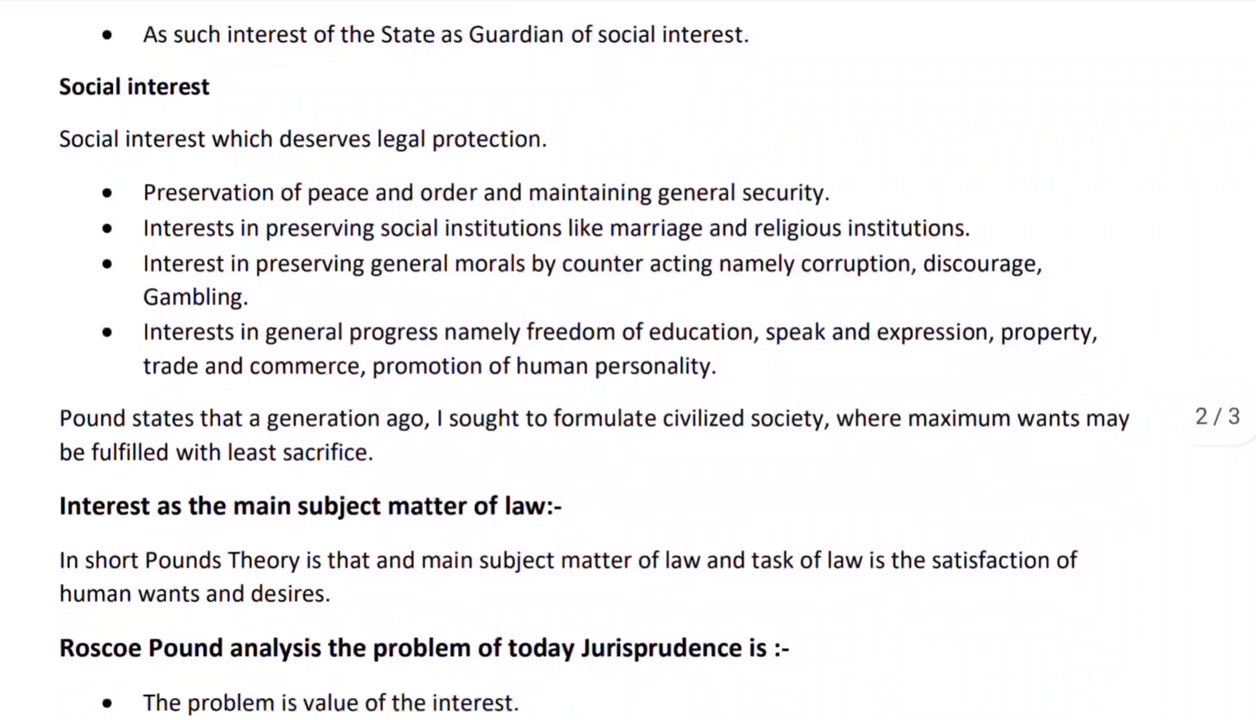 • As such interest of the State as Guardian of social interest.
Social interest
Social interest which deserves legal protection.
• Preservation of peace and order and maintaining general security.
• Interests in preserving social institutions like marriage and religious institutions.
• Interest in preserving general morals by counter acting namely corruption, discourage,
Gambling.
• Interests in general progress namely freedom of education, speak and expression, property,
trade and commerce, promotion of human personality.
Pound states that a generation ago, I sought to formulate civilized society, where maximum wants may
2 / 3
be fulfilled with least sacrifice.
Interest as the main subject matter of law:-
In short Pounds Theory is that and main subject matter of law and task of law is the satisfaction of
human wants and desires.
Roscoe Pound analysis the problem of today Jurisprudence is :-
• The problem is value of the interest.